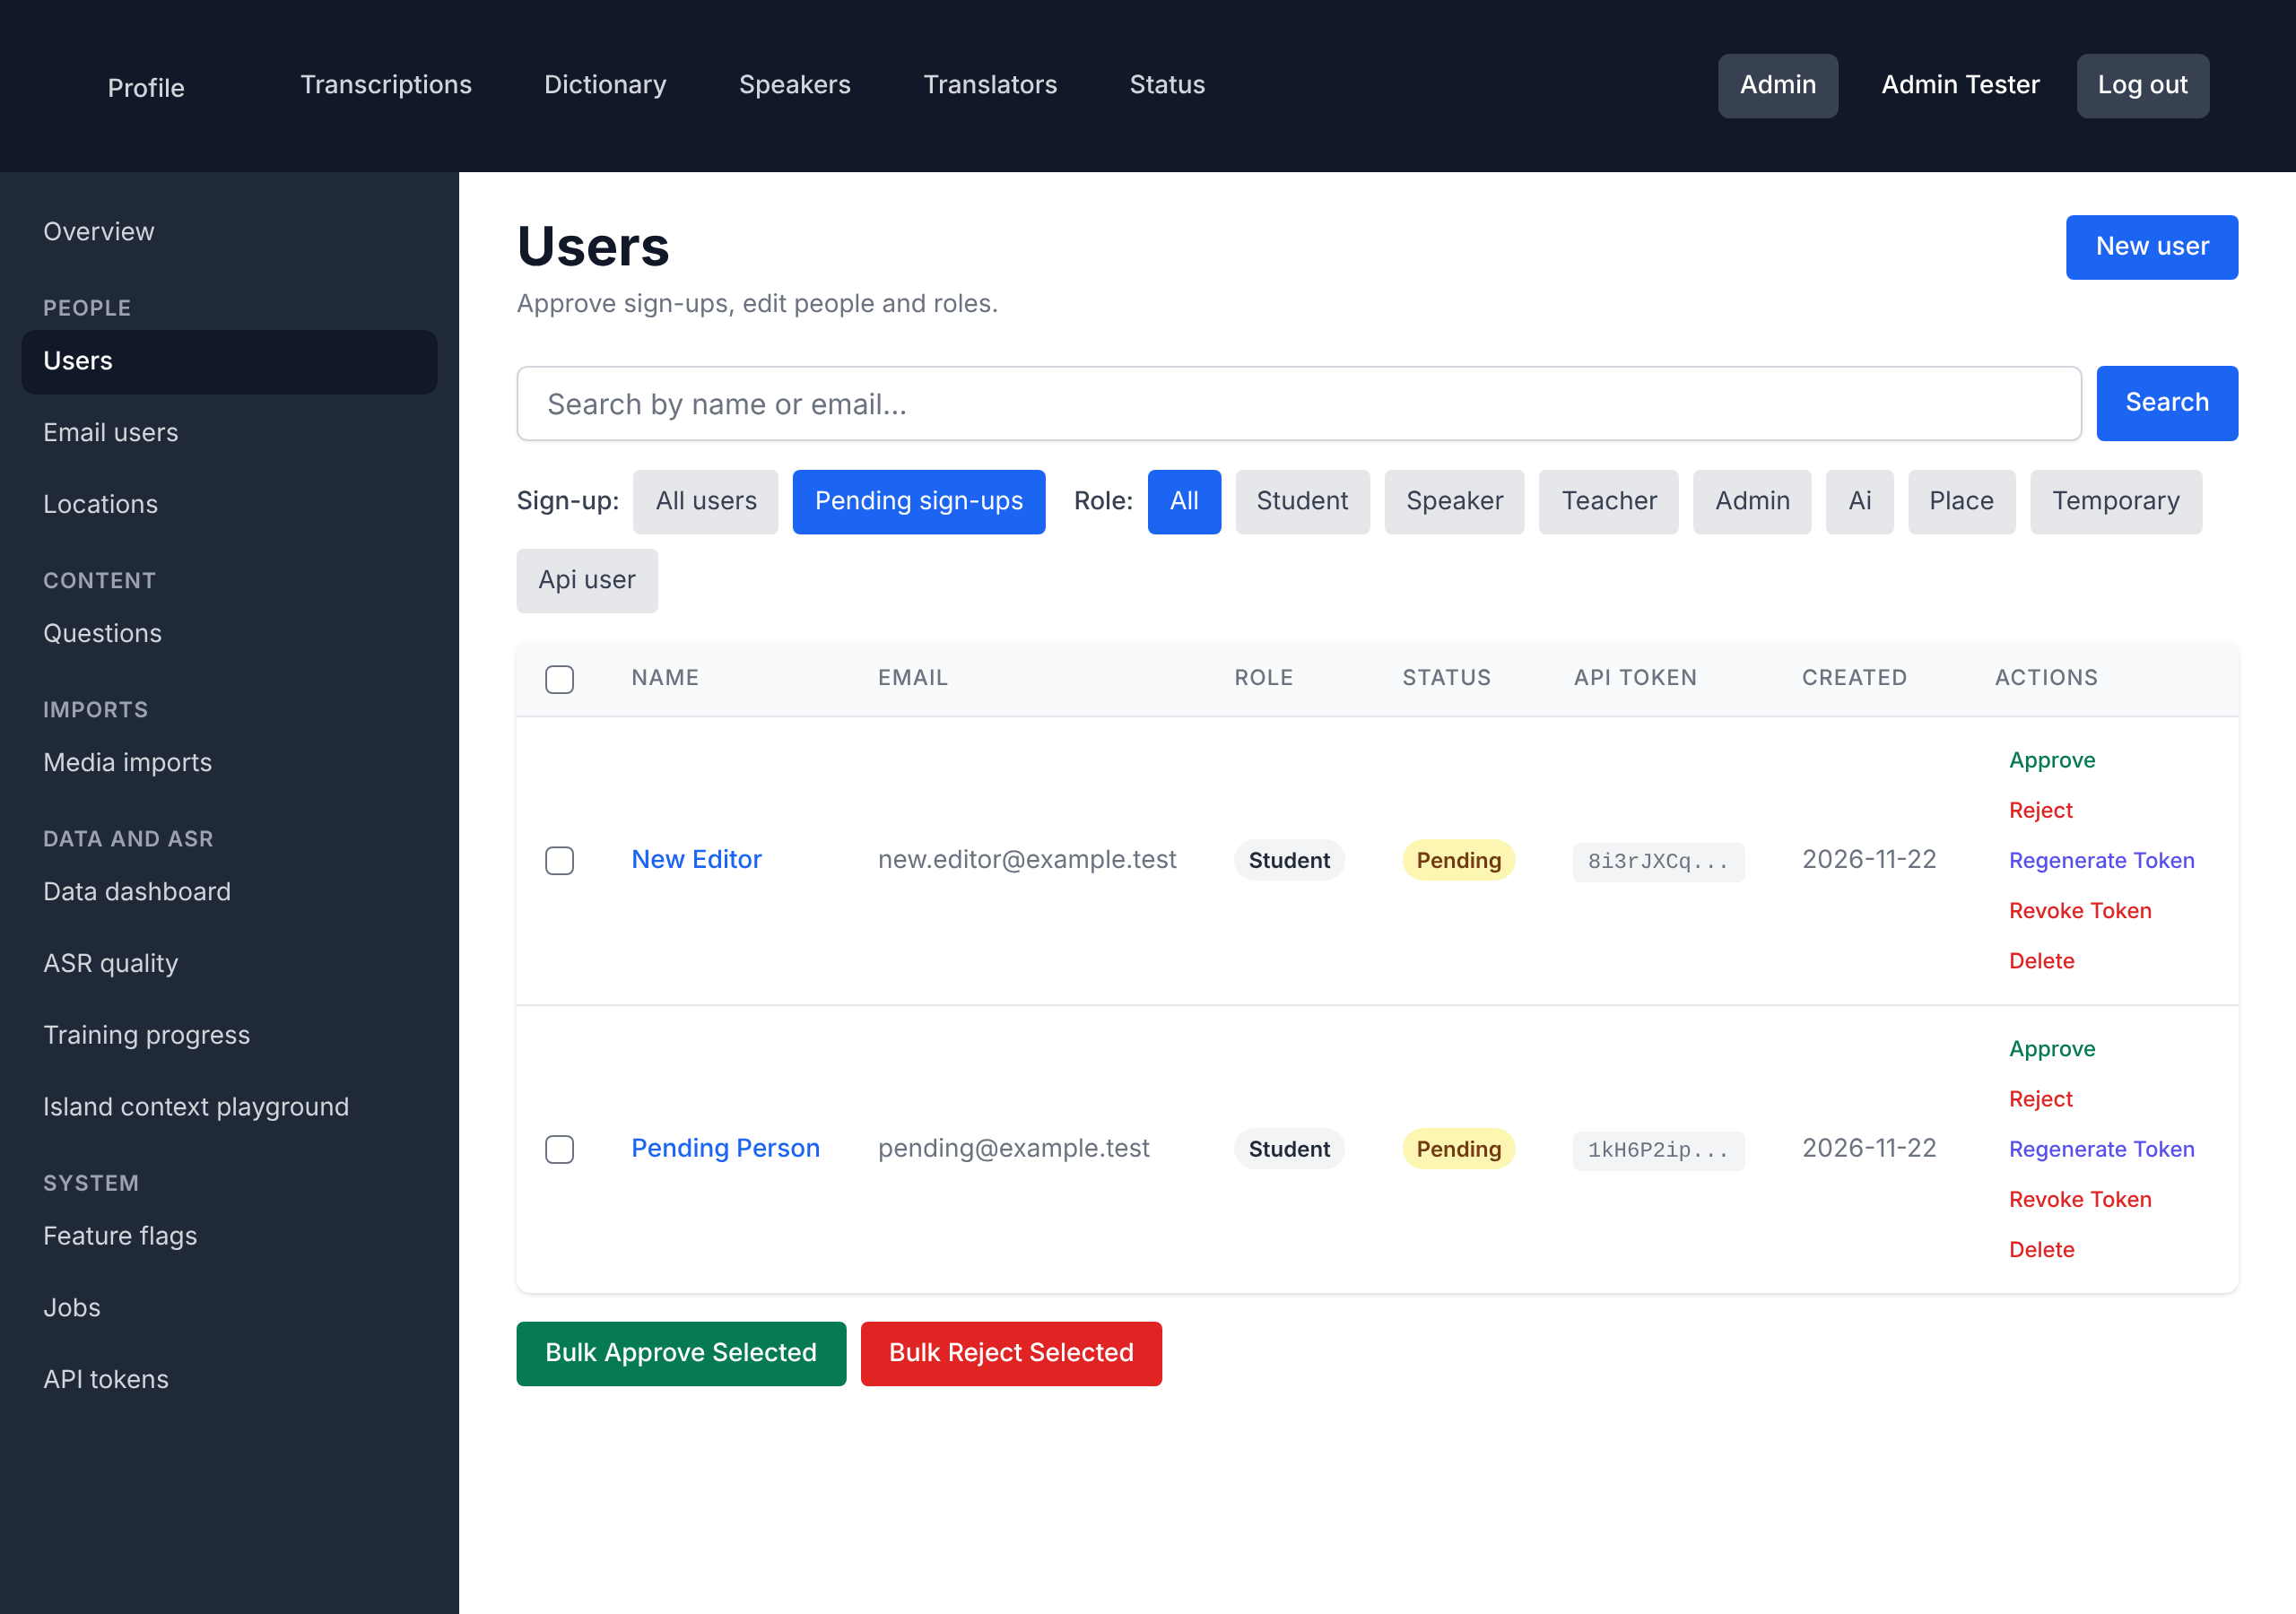 Profile Transcriptions Dictionary Speakers Translators Status Admin Admin Tester Log out
Overview
PEOPLE
Users
Email users
Locations
CONTENT
Questions
IMPORTS
Media imports
DATA AND ASR
Data dashboard
ASR quality
Training progress
Island context playground
SYSTEM
Feature flags
Jobs
API tokens
Users
New user
Approve sign-ups, edit people and roles.
Search by name or email...
Search
Sign-up: All users Pending sign-ups Role: All Student Speaker Teacher Admin Ai Place Temporary
Api user
NAME EMAIL ROLE STATUS API TOKEN CREATED ACTIONS
New Editor new.editor@example.test Student Pending 8i3rJXCq... 2026-11-22
Approve
Reject
Regenerate Token
Revoke Token
Delete
Pending Person pending@example.test Student Pending 1kH6P2ip... 2026-11-22
Approve
Reject
Regenerate Token
Revoke Token
Delete
Bulk Approve Selected Bulk Reject Selected